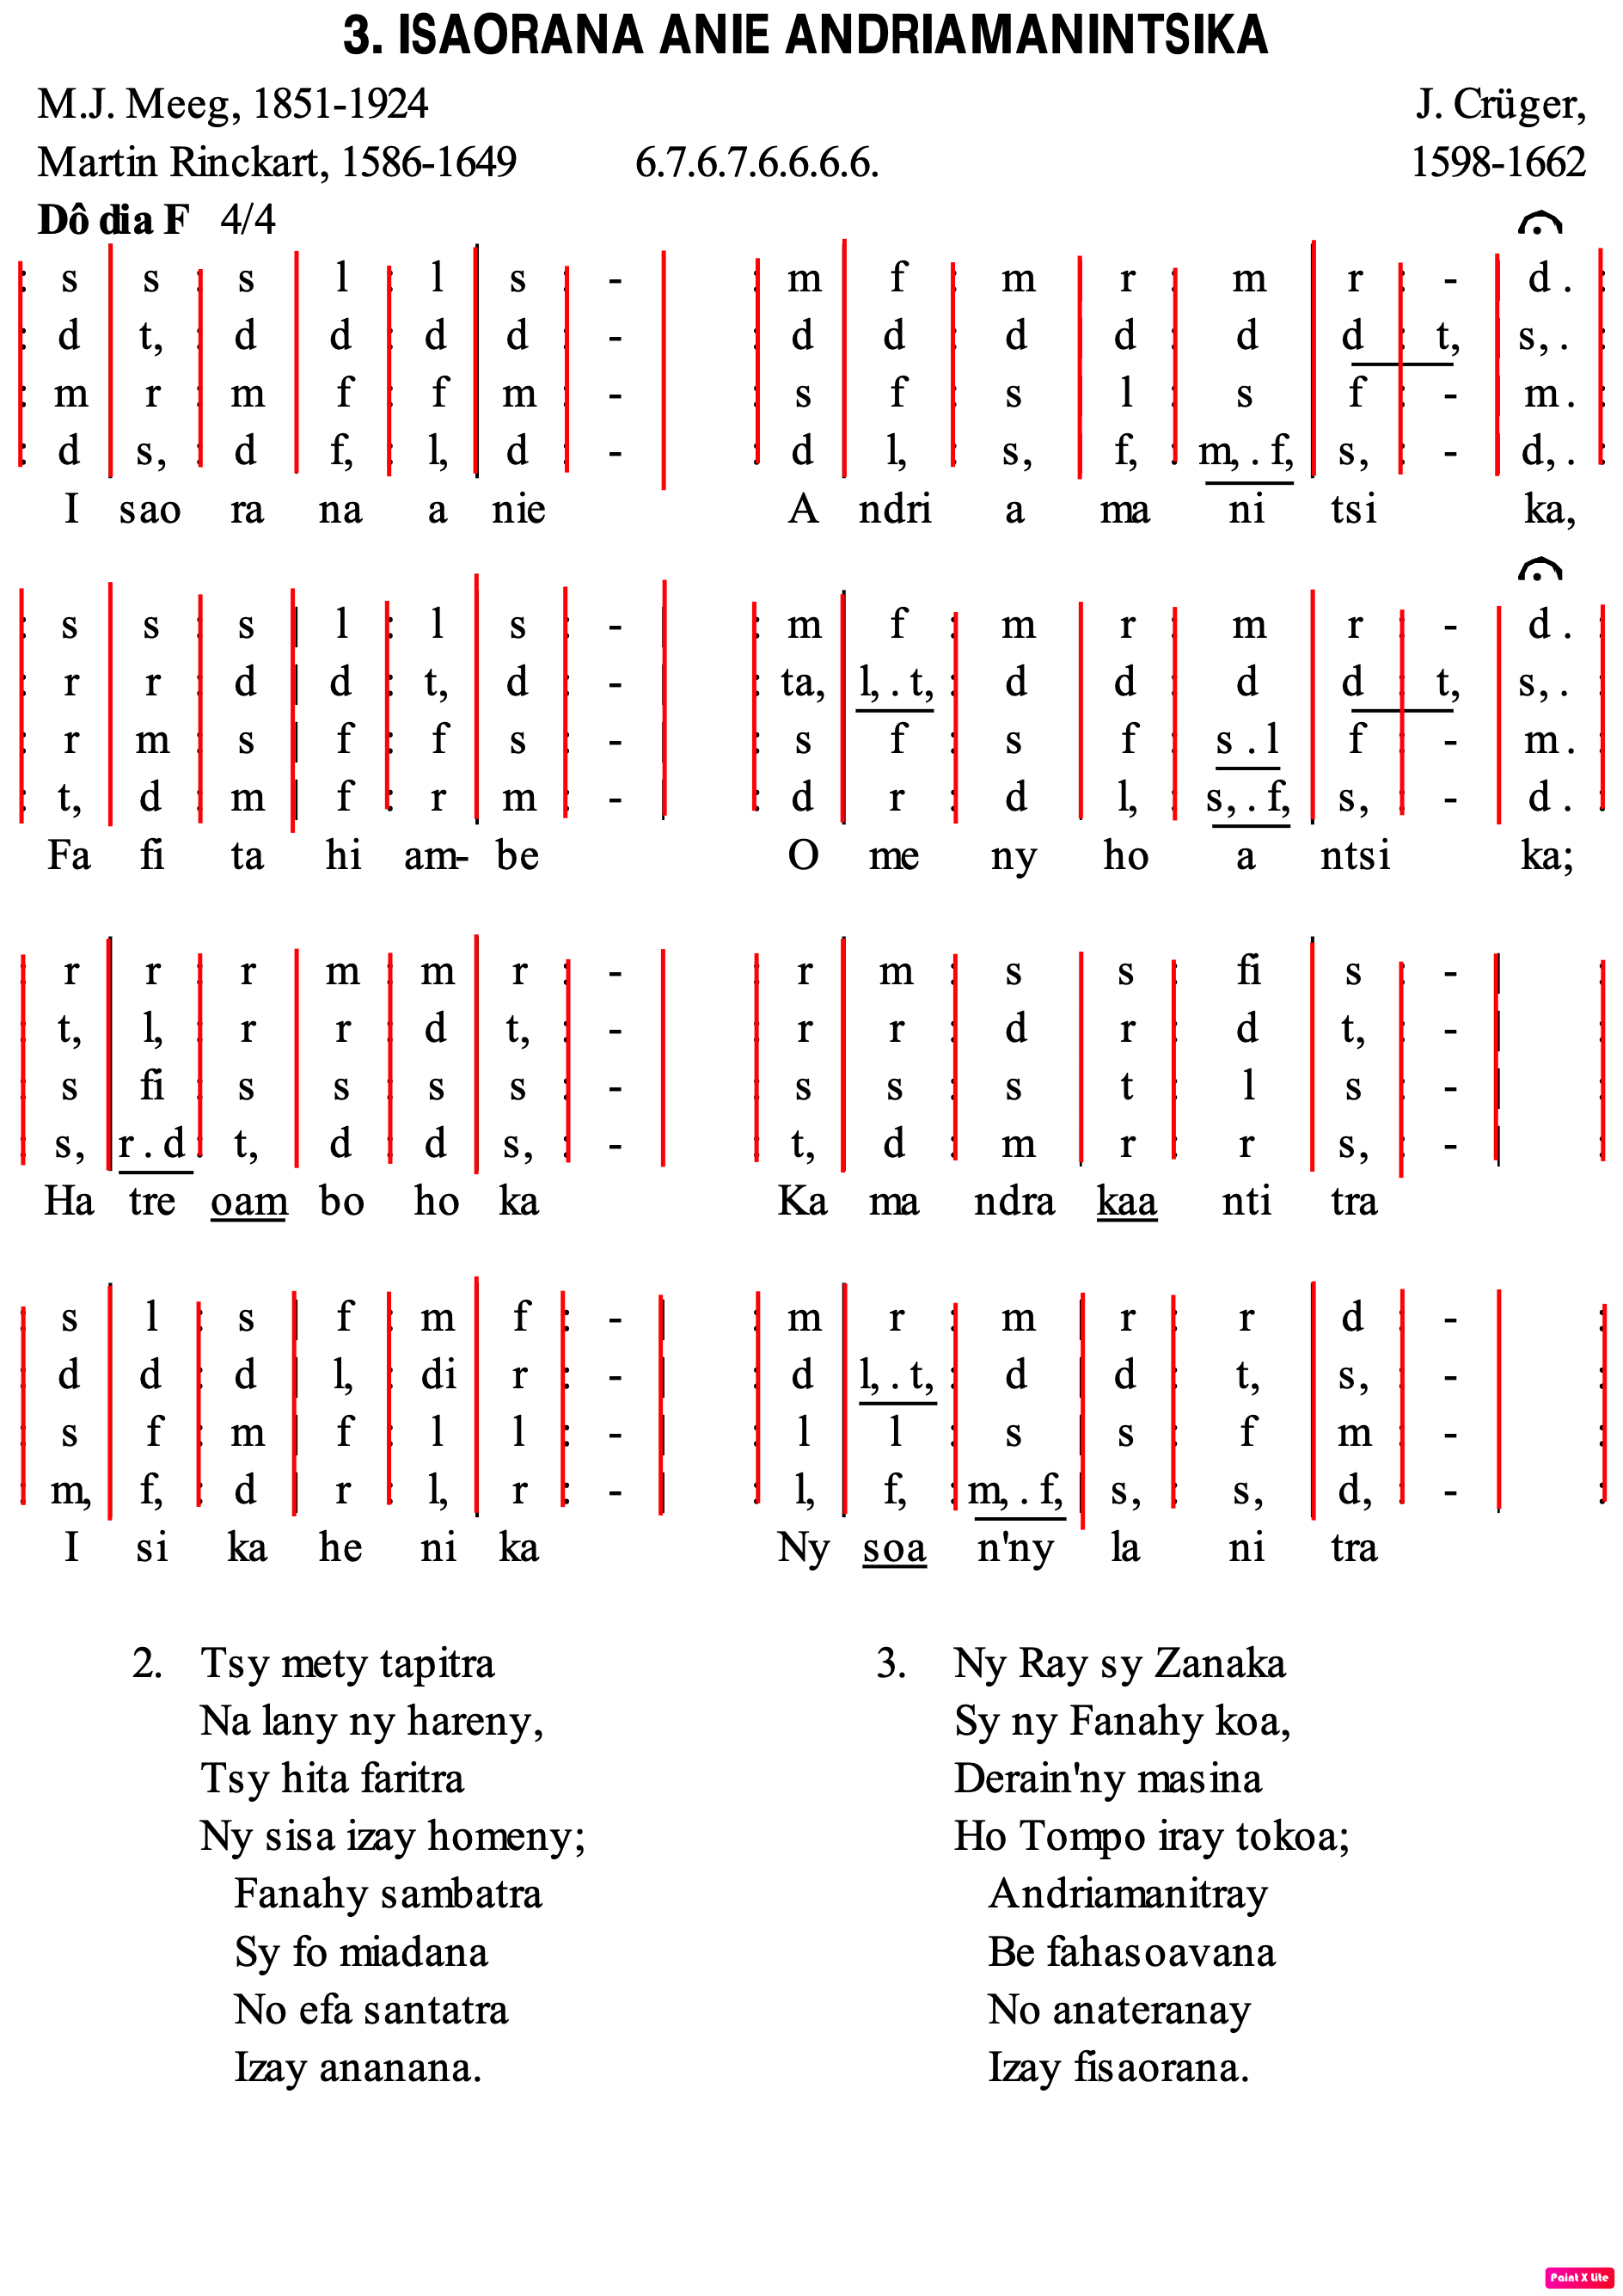 3. ISAORANA ANIE ANDRIAMANINTSIKA
M.J. Meeg, 1851-1924 J. Crüger,
Martin Rinckart, 1586-1649 6.7.6.7.6.6.6.6. 1598-1662
Dô dia F 4/4
: s | s : s | l : l | s : - | : m | f : m | r : m | r : - | d . :
: d | t, : d | d : d | d : - | : d | d : d | d : d | d : t, | s, . :
: m | r : m | f : f | m : - | : s | f : s | l : s | f : - | m . :
: d | s, : d | f, : l, | d : - | : d | l, : s, | f, : m, . f, | s, : - | d, . :
I sao ra na a nie A ndri a ma ni tsi ka,
: s | s : s | l : l | s : - | : m | f : m | r : m | r : - | d . :
: r | r : d | d : t, | d : - | : ta, | l, . t, : d | d : d | d : t, | s, . :
: r | m : s | f : f | s : - | : s | f : s | f : s . l | f : - | m . :
: t, | d : m | f : r | m : - | : d | r : d | l, : s, . f, | s, : - | d . :
Fa fi ta hi am- be O me ny ho a ntsi ka;
: r | r : r | m : m | r : - | : r | m : s | s : fi | s : - | :
: t, | l, : r | r : d | t, : - | : r | r : d | r : d | t, : - | :
: s | fi : s | s : s | s : - | : s | s : s | t : l | s : - | :
: s, | r . d : t, | d : d | s, : - | : t, | d : m | r : r | s, : - | :
Ha tre oam bo ho ka Ka ma ndra kaa nti tra
: s | l : s | f : m | f : - | : m | r : m | r : r | d : - | :
: d | d : d | l, : di | r : - | : d | l, . t, : d | d : t, | s, : - | :
: s | f : m | f : l | l : - | : l | l : s | s : f | m : - | :
: m, | f, : d | r : l, | r : - | : l, | f, : m, . f, | s, : s, | d, : - | :
I si ka he ni ka Ny soa n'ny la ni tra
2. Tsy mety tapitra
Na lany ny hareny,
Tsy hita faritra
Ny sisa izay homeny;
Fanahy sambatra
Sy fo miadana
No efa santatra
Izay ananana.
3. Ny Ray sy Zanaka
Sy ny Fanahy koa,
Derain'ny masina
Ho Tompo iray tokoa;
Andriamanitray
Be fahasoavana
No anateranay
Izay fisaorana.
Paint X Lite